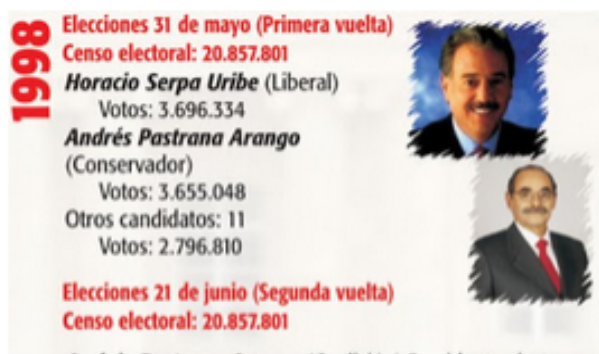 1998
Elecciones 31 de mayo (Primera vuelta)
Censo electoral: 20.857.801
Horacio Serpa Uribe (Liberal)
Votos: 3.696.334
Andrés Pastrana Arango
(Conservador)
Votos: 3.655.048
Otros candidatos: 11
Votos: 2.796.810
Elecciones 21 de junio (Segunda vuelta)
Censo electoral: 20.857.801